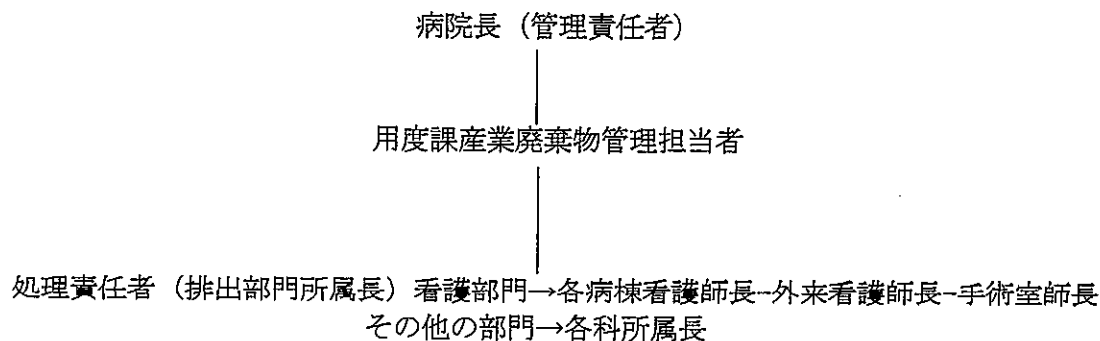 病院長（管理責任者）
用度課産業廃棄物管理担当者
処理責任者（排出部門所属長）看護部門→各病棟看護師長-外来看護師長-手術室師長
その他の部門→各科所属長